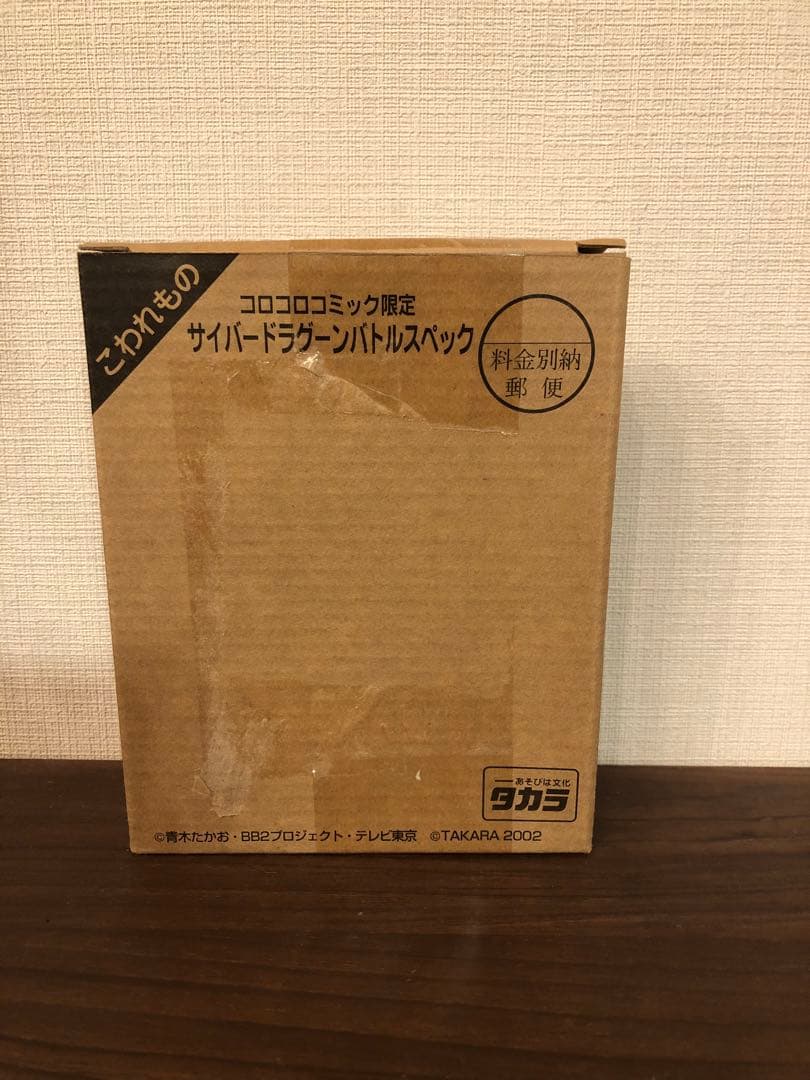 こわれもの
コロコロコミック限定
サイバードラグーンバトルスペック
料金別納
郵便
あそびは文化
タカラ
©青木たかお・BB2プロジェクト・テレビ東京 ©TAKARA 2002